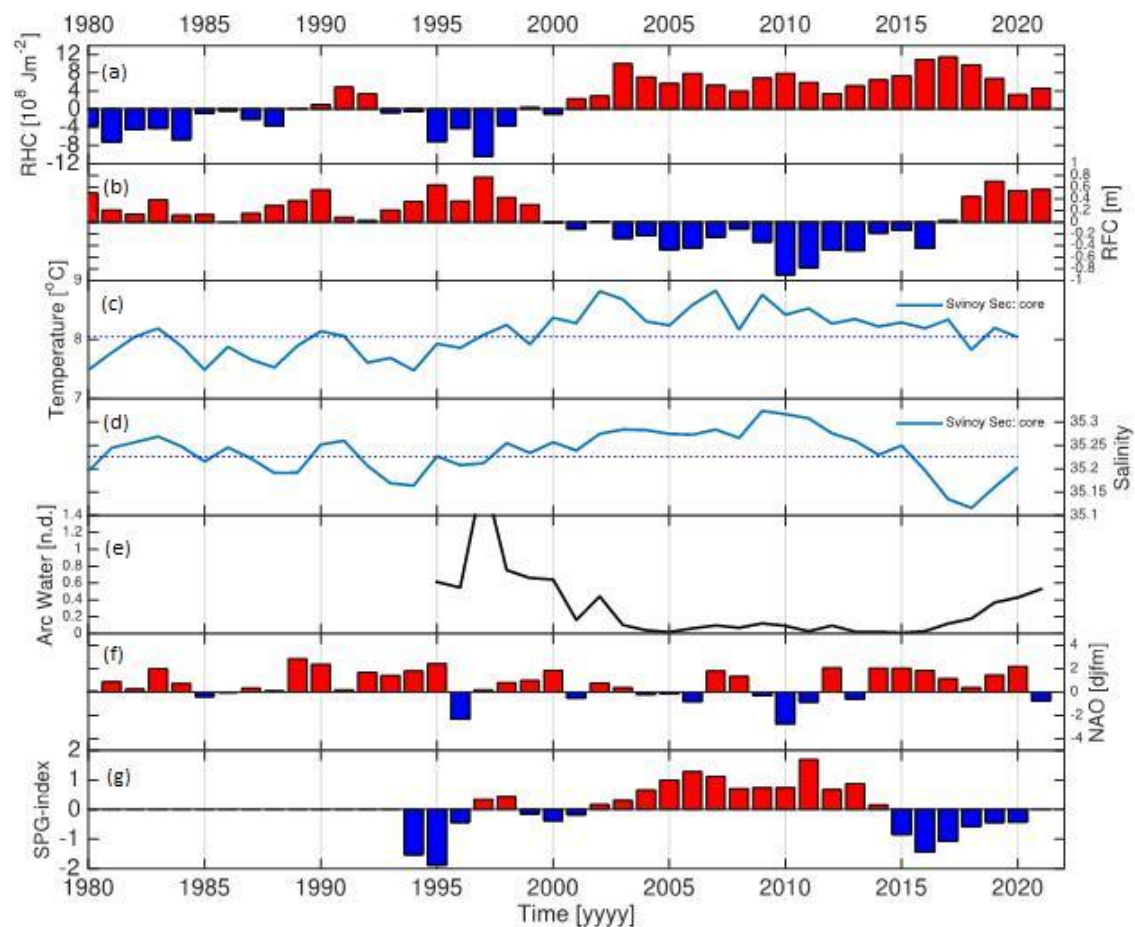 1980 1985 1990 1995 2000 2005 2010 2015 2020
(a)
RHC [10⁸ Jm⁻²]
12
4
0
-4
-12
(b)
RFC [m]
1
0.8
0.6
0.4
0.2
0
-0.2
-0.4
-0.6
-0.8
-1
(c)
Temperature [°C]
9
8
7
Svinoy Sec: core
(d)
Salinity
35.3
35.25
35.2
35.15
35.1
Svinoy Sec: core
(e)
Arc Water [n.d.]
1.4
1.2
1
0.8
0.6
0.4
0.2
0
(f)
NAO [djfm]
4
2
0
-2
-4
(g)
SPG-index
2
1
0
-1
-2
1980 1985 1990 1995 2000 2005 2010 2015 2020
Time [yyyy]